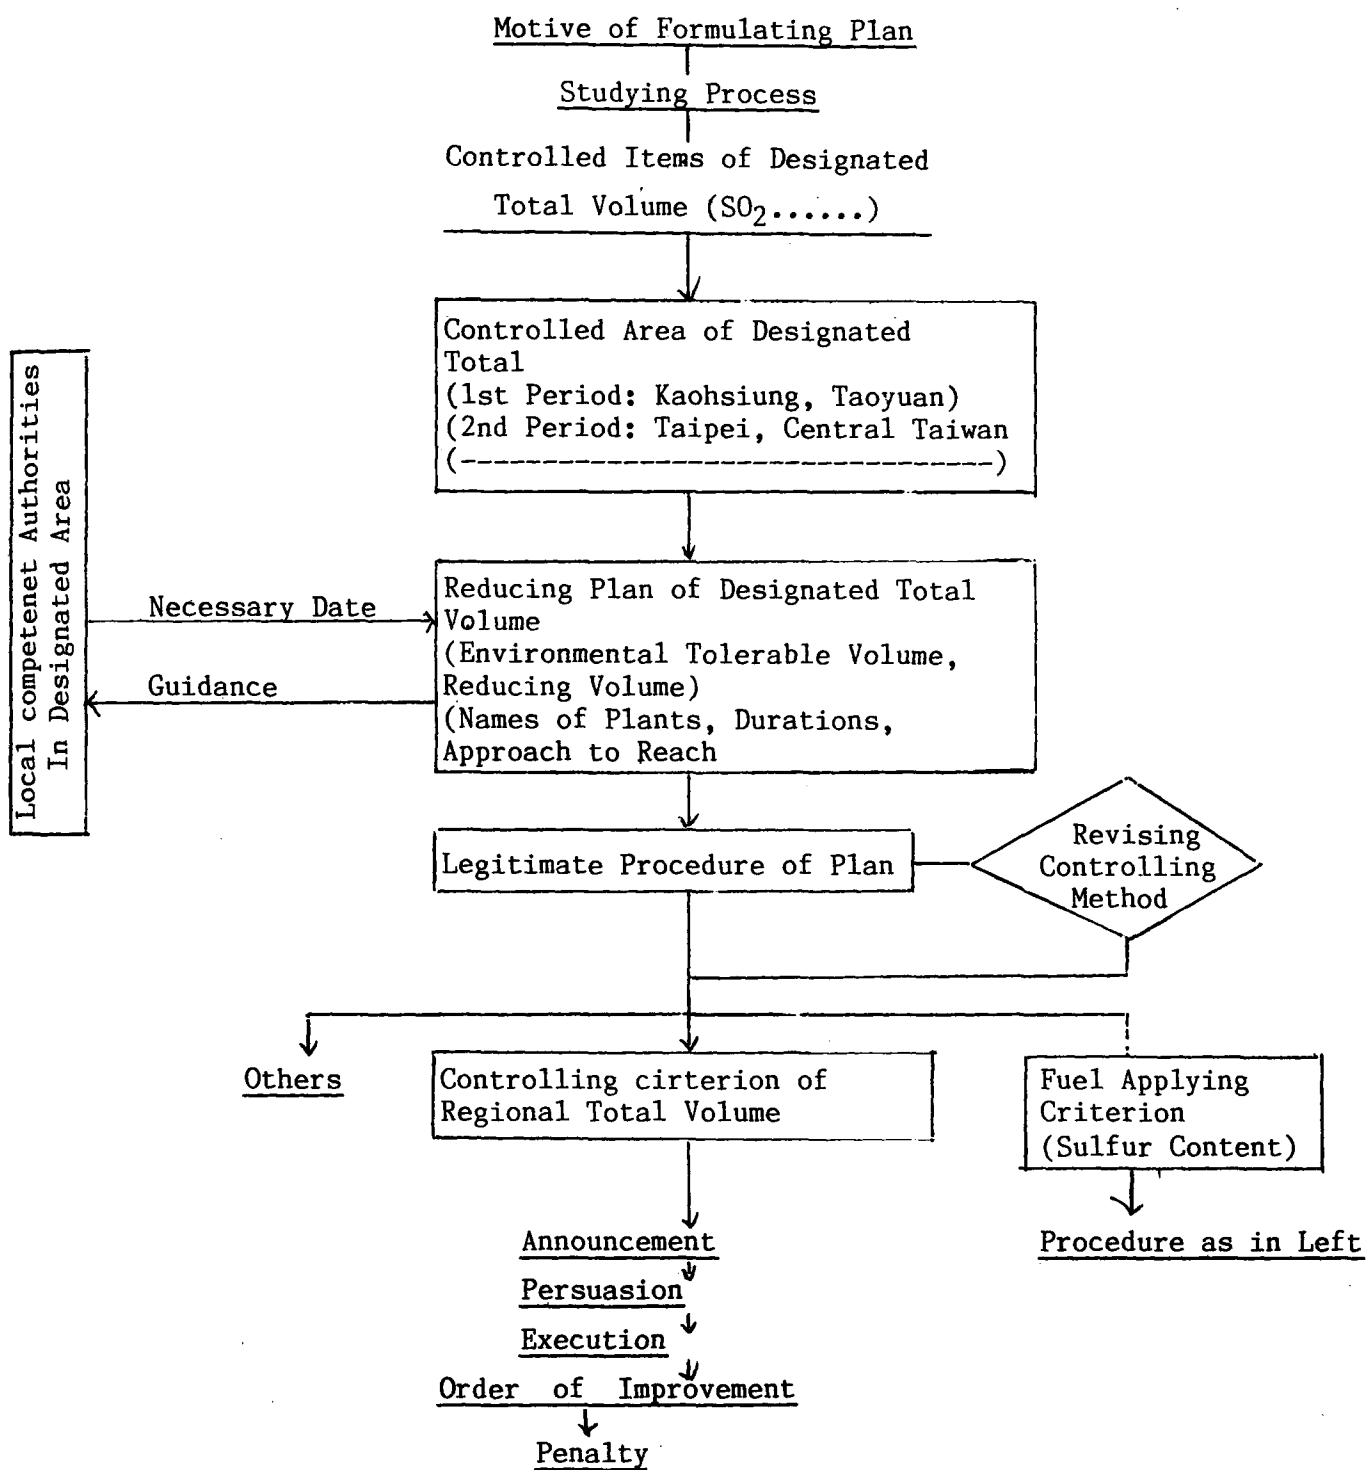 Motive of Formulating Plan
Studying Process
Controlled Items of Designated
Total Volume (SO2......)
Controlled Area of Designated
Total
(1st Period: Kaohsiung, Taoyuan)
(2nd Period: Taipei, Central Taiwan
(----------------------------------)
Local competenet Authorities
In Designated Area
Necessary Date
Guidance
Reducing Plan of Designated Total
Volume
(Environmental Tolerable Volume,
Reducing Volume)
(Names of Plants, Durations,
Approach to Reach
Legitimate Procedure of Plan
Revising
Controlling
Method
Others
Controlling cirterion of
Regional Total Volume
Fuel Applying
Criterion
(Sulfur Content)
Procedure as in Left
Announcement
Persuasion
Execution
Order of Improvement
Penalty